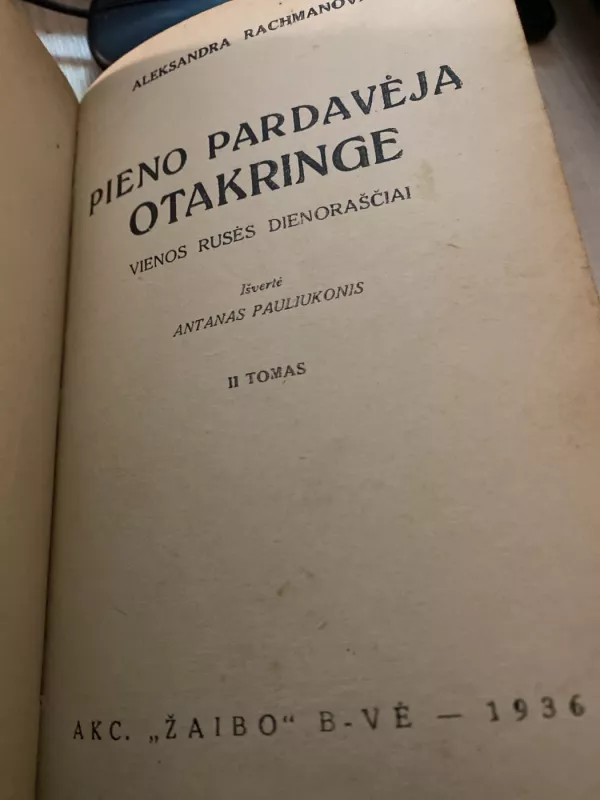 ALEKSANDRA RACHMANOV
PIENO PARDAVĖJA
OTAKRINGE
VIENOS RUSĖS DIENORAŠČIAI
Išvertė
ANTANAS PAULIUKONIS
II TOMAS
AKC. „ŽAIBO“ B-VĖ — 1936